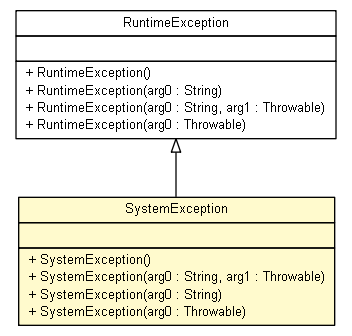 RuntimeException
+ RuntimeException()
+ RuntimeException(arg0 : String)
+ RuntimeException(arg0 : String, arg1 : Throwable)
+ RuntimeException(arg0 : Throwable)
SystemException
+ SystemException()
+ SystemException(arg0 : String, arg1 : Throwable)
+ SystemException(arg0 : String)
+ SystemException(arg0 : Throwable)